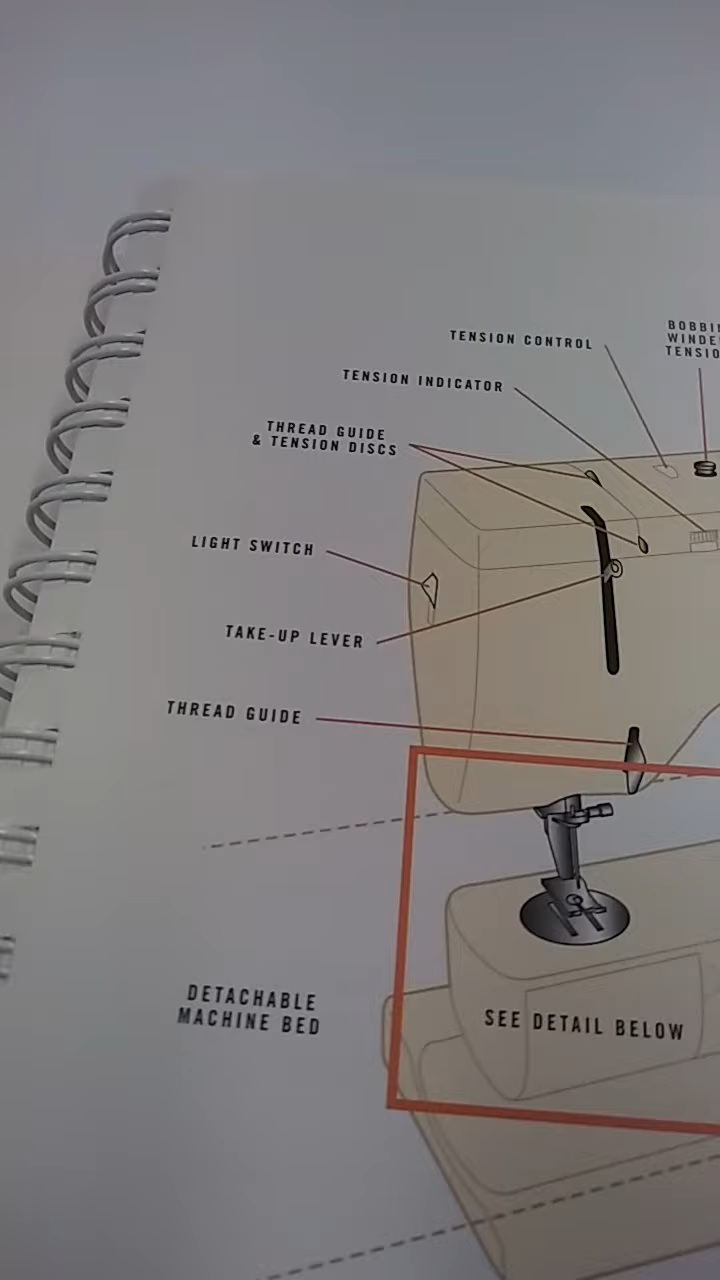 TENSION CONTROL
TENSION INDICATOR
THREAD GUIDE
& TENSION DISCS
LIGHT SWITCH
TAKE-UP LEVER
THREAD GUIDE
DETACHABLE
MACHINE BED
SEE DETAIL BELOW